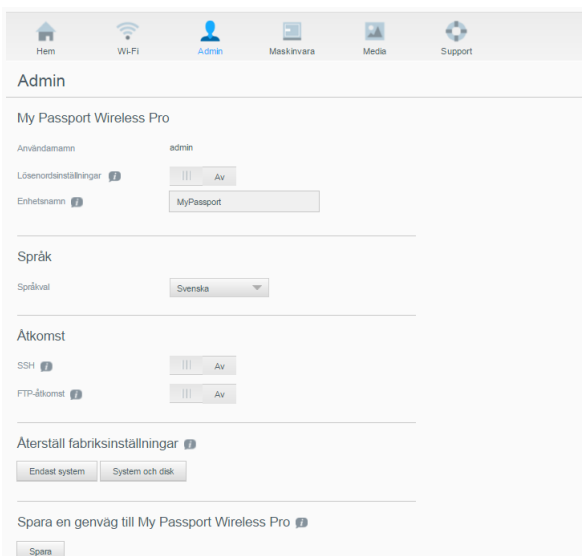 Hem Wi-Fi Admin Maskinvara Media Support
Admin
My Passport Wireless Pro
Användarnamn admin
Lösenordsinställningar Av
Enhetsnamn MyPassport
Språk
Språkval Svenska
Åtkomst
SSH Av
FTP-åtkomst Av
Återställ fabriksinställningar
Endast system System och disk
Spara en genväg till My Passport Wireless Pro
Spara